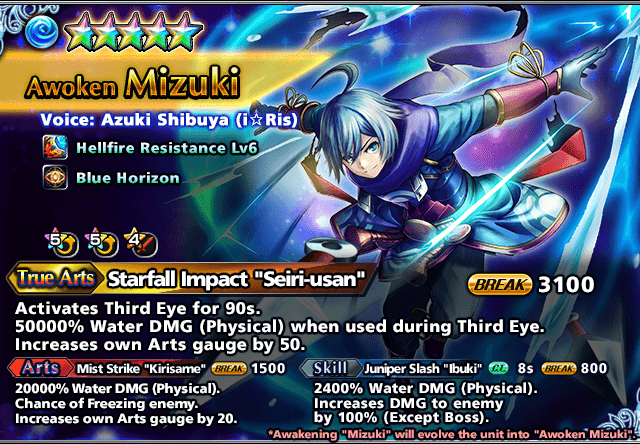 Awoken Mizuki
Voice: Azuki Shibuya (i☆Ris)
Hellfire Resistance Lv6
Blue Horizon
5 5 4
True Arts Starfall Impact "Seiri-usan" BREAK 3100
Activates Third Eye for 90s.
50000% Water DMG (Physical) when used during Third Eye.
Increases own Arts gauge by 50.
Arts Mist Strike "Kirisame" BREAK 1500
20000% Water DMG (Physical).
Chance of Freezing enemy.
Increases own Arts gauge by 20.
Skill Juniper Slash "Ibuki" C.T. 8s BREAK 800
2400% Water DMG (Physical).
Increases DMG to enemy
by 100% (Except Boss).
*Awakening "Mizuki" will evolve the unit into "Awoken Mizuki".